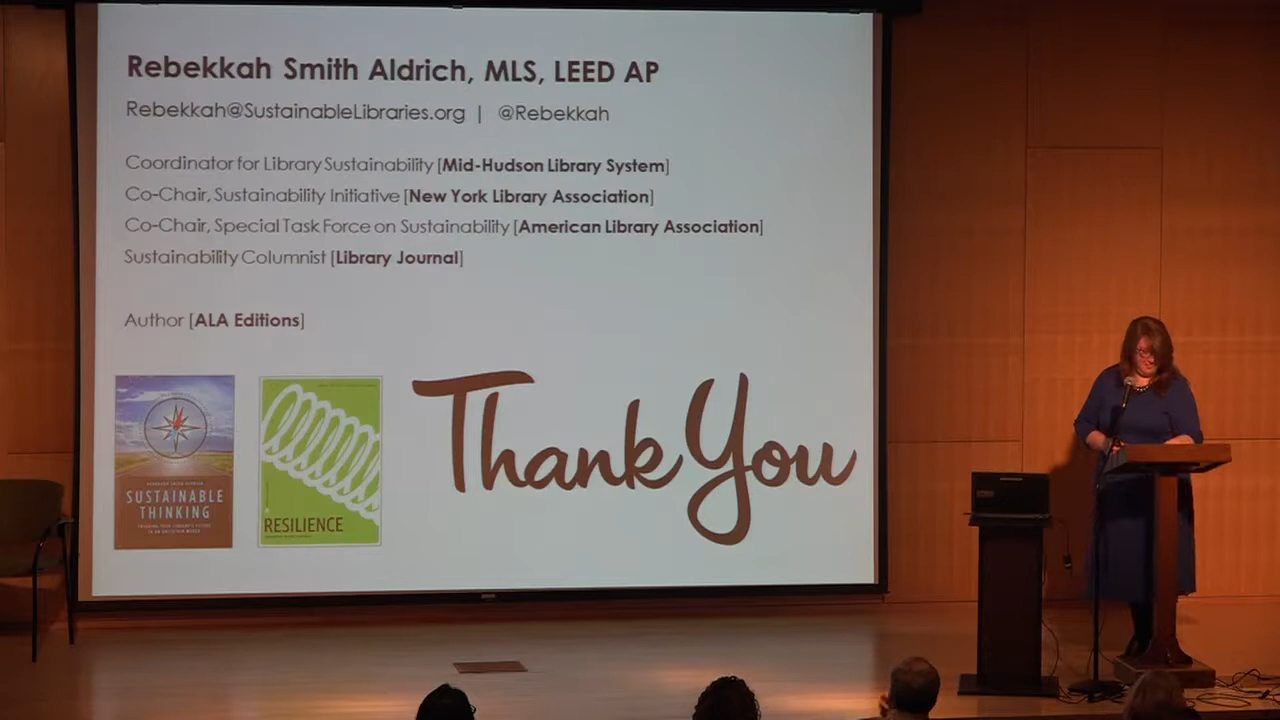 Rebekkah Smith Aldrich, MLS, LEED AP
Rebekkah@SustainableLibraries.org | @Rebekkah
Coordinator for Library Sustainability [Mid-Hudson Library System]
Co-Chair, Sustainability Initiative [New York Library Association]
Co-Chair, Special Task Force on Sustainability [American Library Association]
Sustainability Columnist [Library Journal]
Author [ALA Editions]
SUSTAINABLE
THINKING
RESILIENCE
Thank You